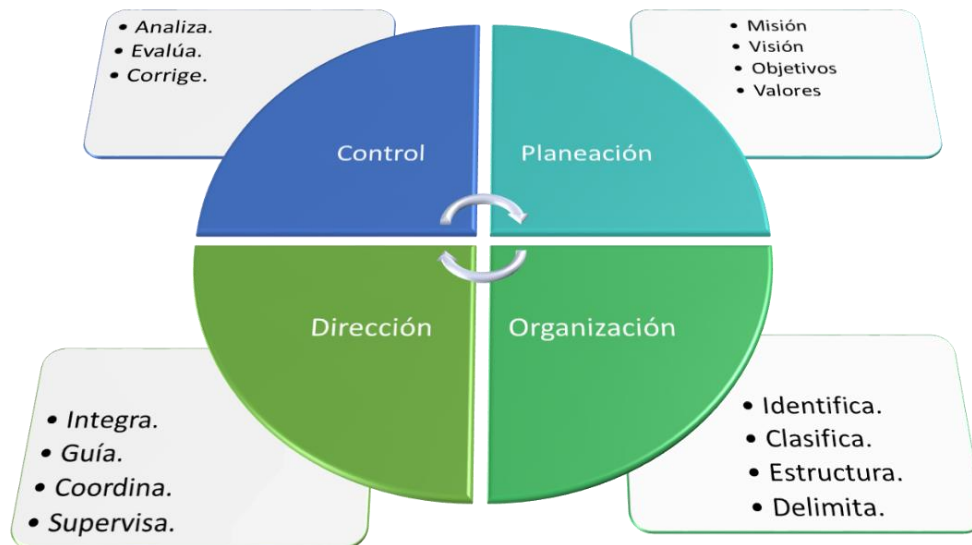 • Analiza.
• Evalúa.
• Corrige.
• Misión
• Visión
• Objetivos
• Valores
Control
Planeación
Dirección
Organización
• Integra.
• Guía.
• Coordina.
• Supervisa.
• Identifica.
• Clasifica.
• Estructura.
• Delimita.